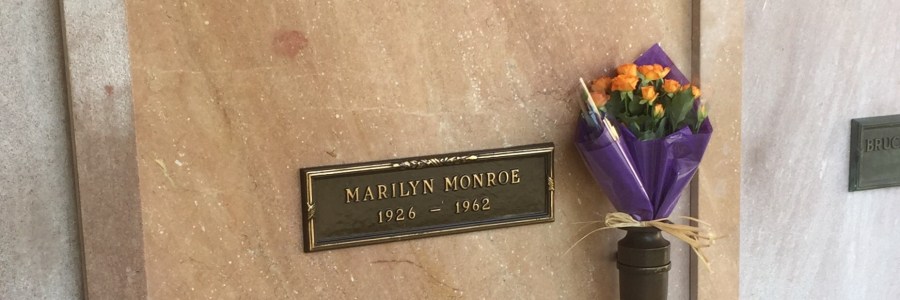 MARILYN MONROE
1926 – 1962